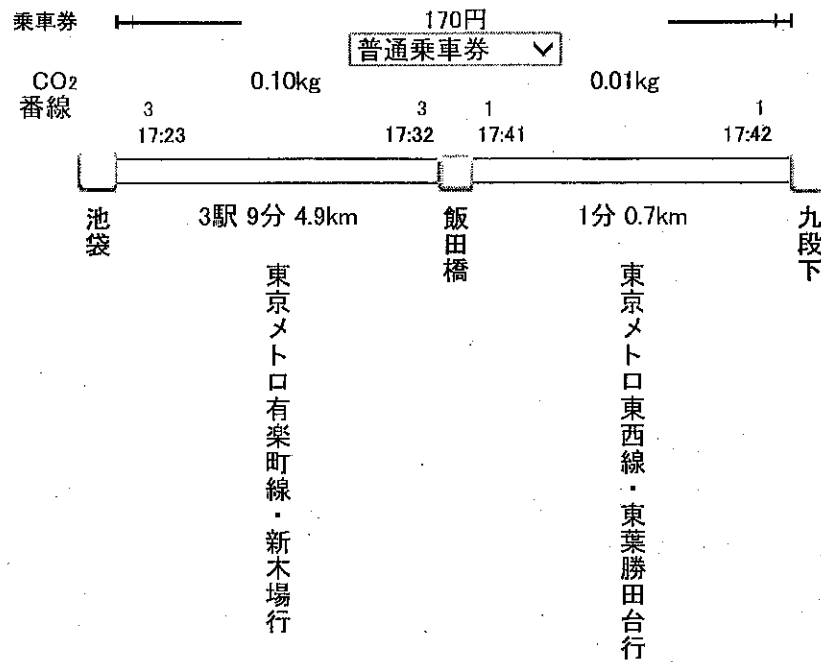 乗車券 170円
普通乗車券
CO2 0.10kg 0.01kg
番線 3 3 1 1
17:23 17:32 17:41 17:42
3駅 9分 4.9km 1分 0.7km
池袋
東京メトロ有楽町線・新木場行
飯田橋
東京メトロ東西線・東葉勝田台行
九段下